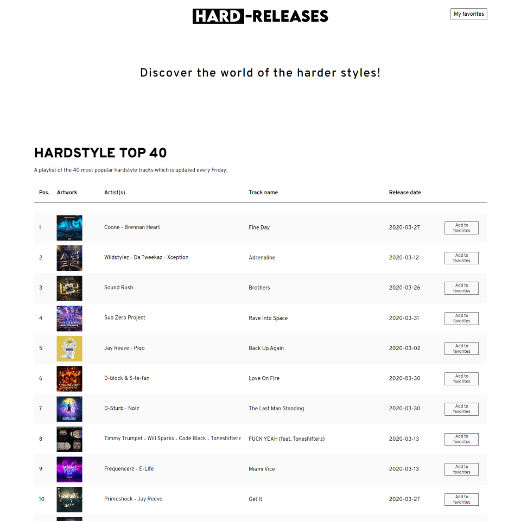 HARD-RELEASES
My favorites
Discover the world of the harder styles!
HARDSTYLE TOP 40
A playlist of the 40 most popular hardstyle tracks which is updated every Friday.
Pos. Artwork Artist(s) Track name Release date
1 Coone - Brennan Heart Fine Day 2020-03-27 Add to
favorites
2 Wildstylez - Da Tweekaz - Xception Adrenaline 2020-03-12 Add to
favorites
3 Sound Rush Brothers 2020-03-26 Add to
favorites
4 Sub Zero Project Rave Into Space 2020-03-31 Add to
favorites
5 Jay Reeve - Pigo Back Up Again 2020-03-02 Add to
favorites
6 D-block & S-te-fan Love On Fire 2020-03-30 Add to
favorites
7 D-Sturb - Nolz The Last Man Standing 2020-03-30 Add to
favorites
8 Timmy Trumpet - Will Sparks - Code Black - Toneshifterz FUCK YEAH (feat. Toneshifterz) 2020-03-13 Add to
favorites
9 Frequencerz - E-Life Miami Vice 2020-03-13 Add to
favorites
10 Primeshock - Jay Reeve Get It 2020-03-27 Add to
favorites